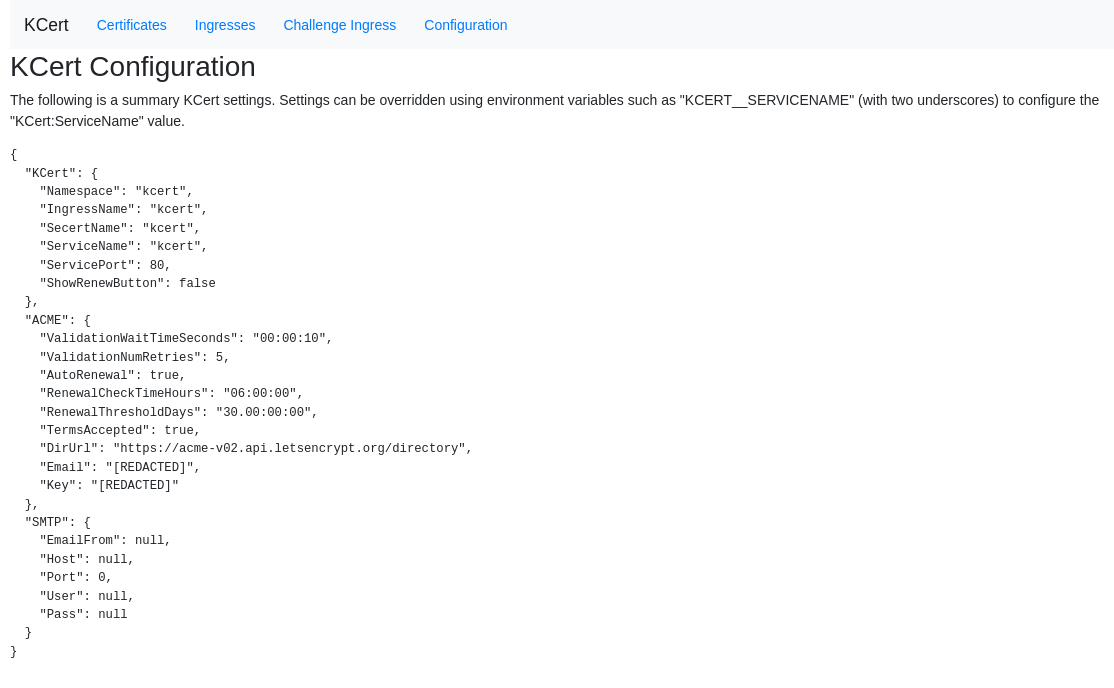 KCert Certificates Ingresses Challenge Ingress Configuration
KCert Configuration
The following is a summary KCert settings. Settings can be overridden using environment variables such as "KCERT__SERVICENAME" (with two underscores) to configure the
"KCert:ServiceName" value.
{
  "KCert": {
    "Namespace": "kcert",
    "IngressName": "kcert",
    "SecertName": "kcert",
    "ServiceName": "kcert",
    "ServicePort": 80,
    "ShowRenewButton": false
  },
  "ACME": {
    "ValidationWaitTimeSeconds": "00:00:10",
    "ValidationNumRetries": 5,
    "AutoRenewal": true,
    "RenewalCheckTimeHours": "06:00:00",
    "RenewalThresholdDays": "30.00:00:00",
    "TermsAccepted": true,
    "DirUrl": "https://acme-v02.api.letsencrypt.org/directory",
    "Email": "[REDACTED]",
    "Key": "[REDACTED]"
  },
  "SMTP": {
    "EmailFrom": null,
    "Host": null,
    "Port": 0,
    "User": null,
    "Pass": null
  }
}